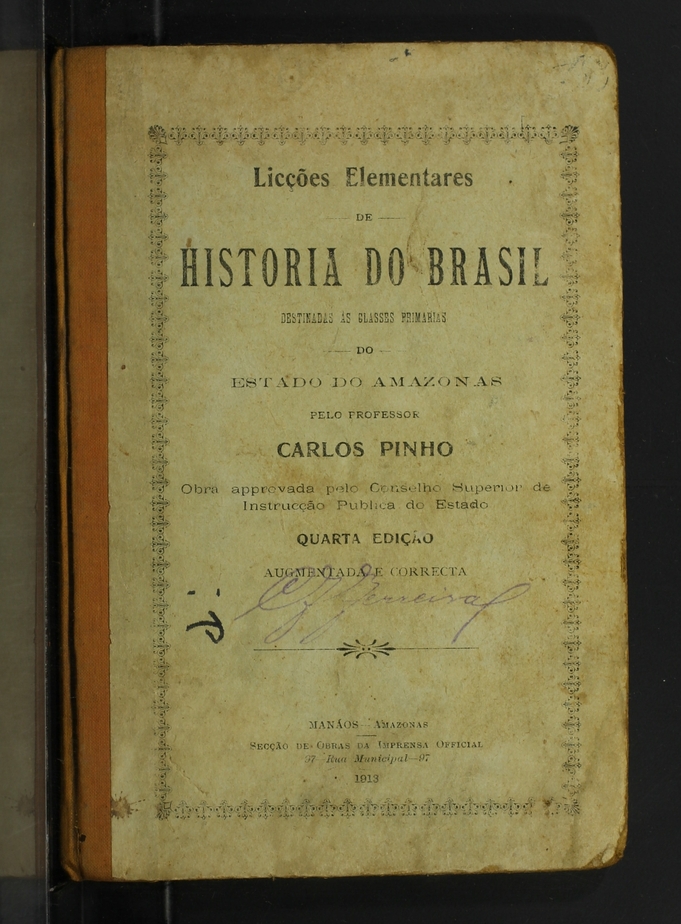 Licções Elementares
DE
HISTORIA DO BRASIL
DESTINADAS ÁS CLASSES PRIMARIAS
DO
ESTADO DO AMAZONAS
PELO PROFESSOR
CARLOS PINHO
Obra approvada pelo Conselho Superior de
Instrucção Publica do Estado
QUARTA EDIÇÃO
AUGMENTADA E CORRECTA
Ferreira
MANÁOS—AMAZONAS
SECÇÃO DE OBRAS DA IMPRENSA OFFICIAL
97—Rua Municipal—97
1913